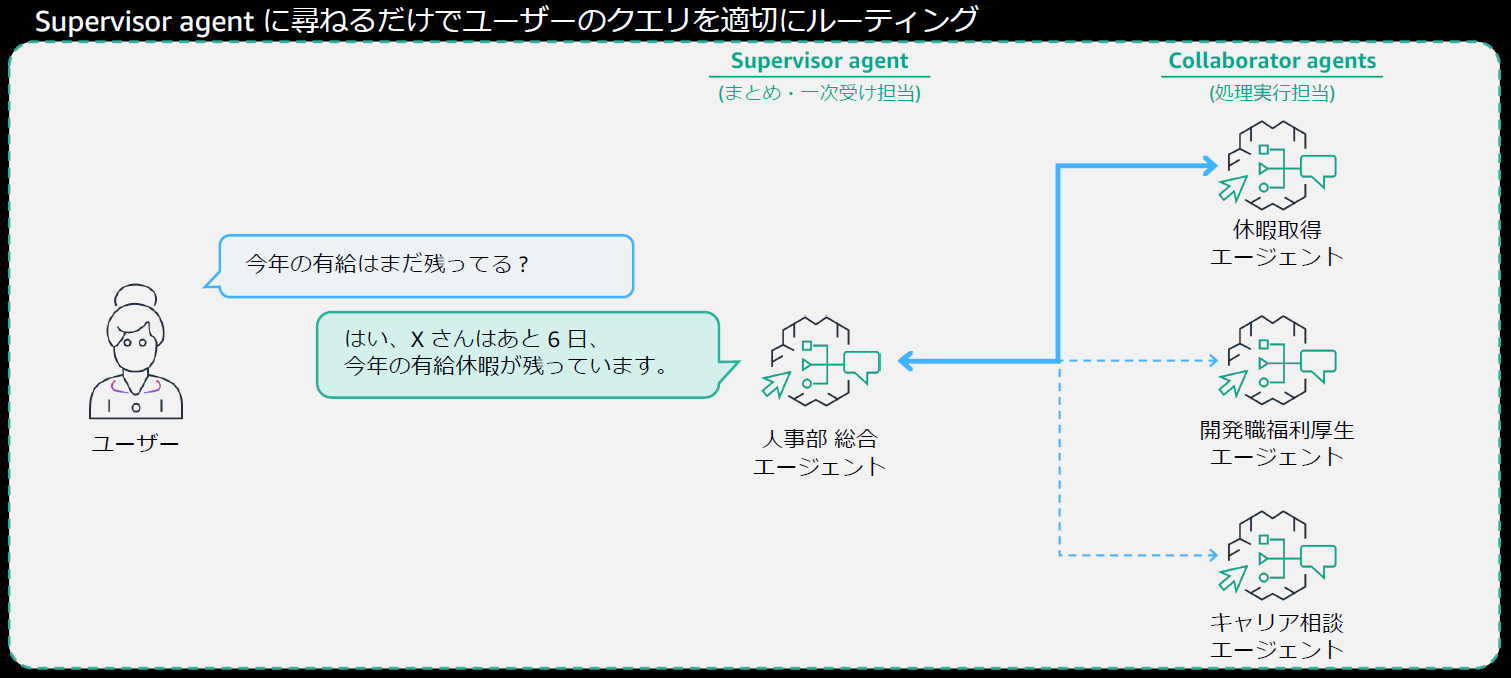 Supervisor agent に尋ねるだけでユーザーのクエリを適切にルーティング
Supervisor agent
(まとめ・一次受け担当)
Collaborator agents
(処理実行担当)
今年の有給はまだ残ってる?
はい、X さんはあと 6 日、
今年の有給休暇が残っています。
ユーザー
人事部 総合
エージェント
休暇取得
エージェント
開発職福利厚生
エージェント
キャリア相談
エージェント